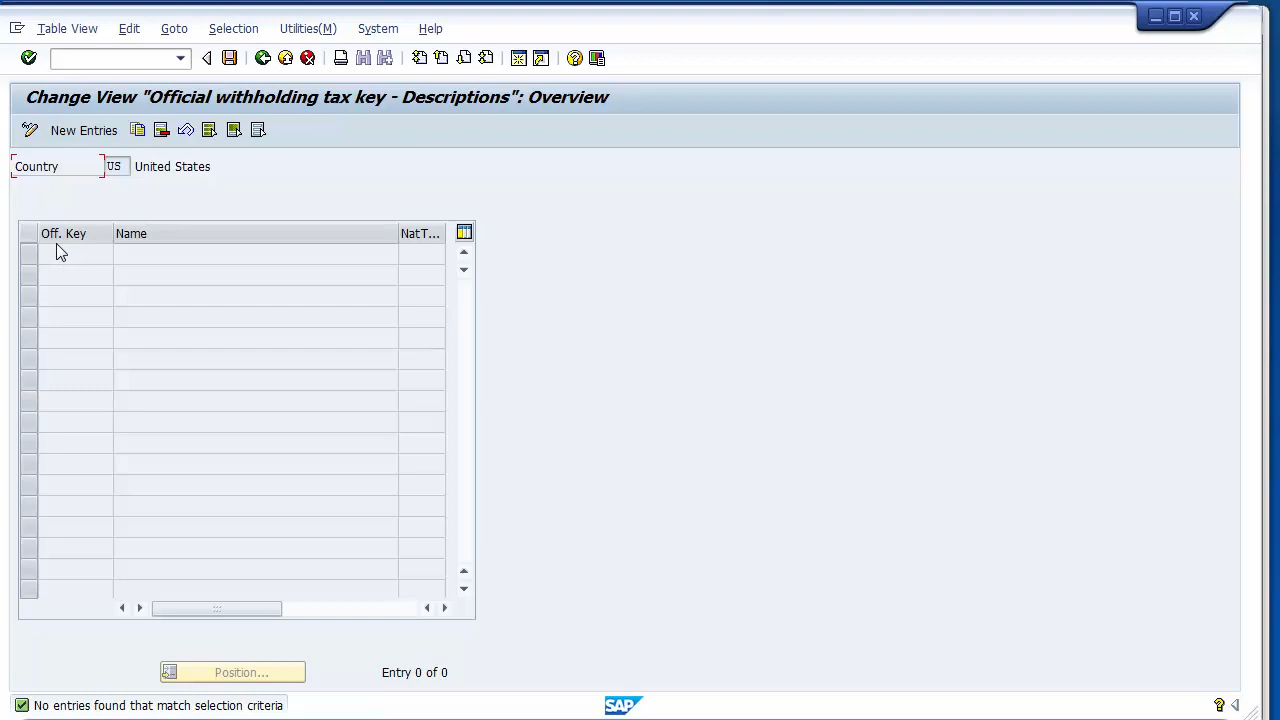 Table View Edit Goto Selection Utilities(M) System Help
Change View "Official withholding tax key - Descriptions": Overview
New Entries
Country US United States
Off. Key Name NatT...
Position... Entry 0 of 0
No entries found that match selection criteria
SAP